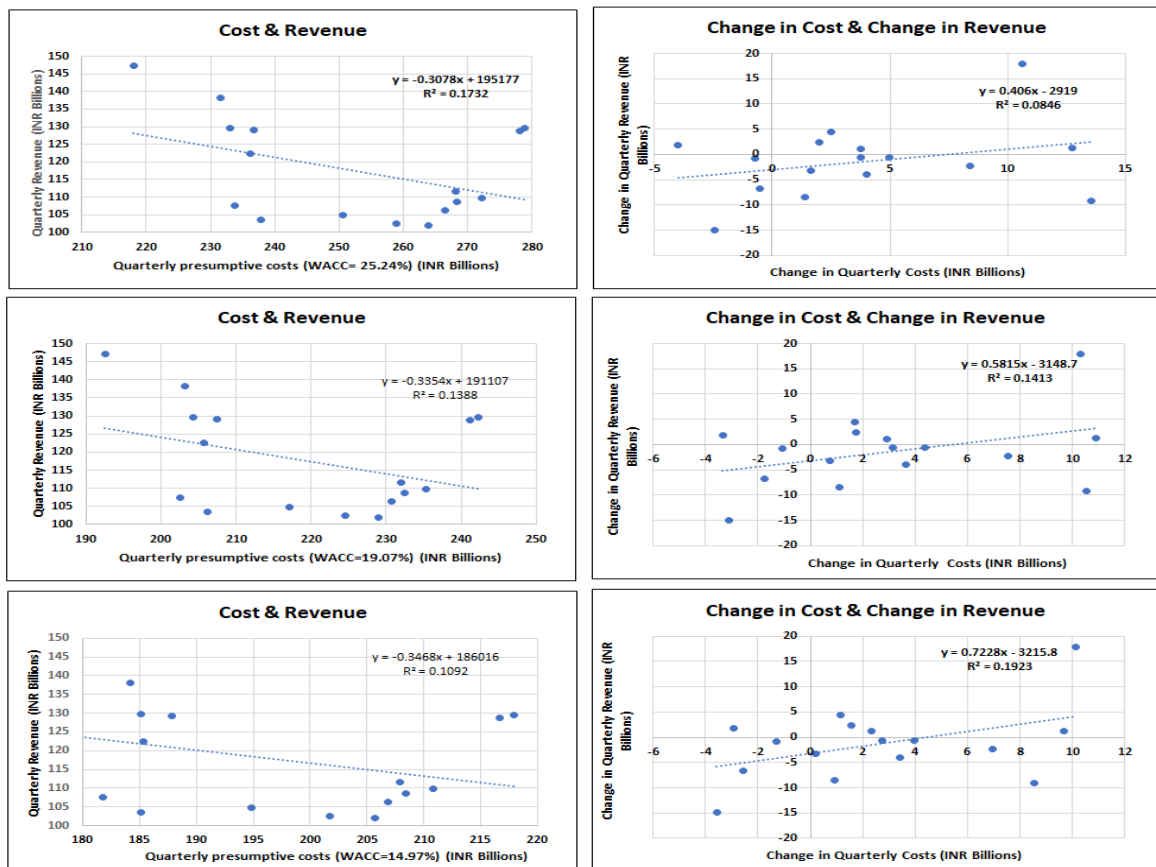 Cost & Revenue
Quarterly Revenue (INR Billions)
150
145
140
135
130
125
120
115
110
105
100
y = -0.3078x + 195177
R² = 0.1732
210 220 230 240 250 260 270 280
Quarterly presumptive costs (WACC= 25.24%) (INR Billions)
Change in Cost & Change in Revenue
Change in Quarterly Revenue (INR
Billions)
20
15
10
5
0
-5
-10
-15
-20
y = 0.406x - 2919
R² = 0.0846
-5 0 5 10 15
Change in Quarterly Costs (INR Billions)
Cost & Revenue
Quarterly Revenue (INR Billions)
150
145
140
135
130
125
120
115
110
105
100
y = -0.3354x + 191107
R² = 0.1388
190 200 210 220 230 240 250
Quarterly presumptive costs (WACC=19.07%) (INR Billions)
Change in Cost & Change in Revenue
Change in Quarterly Revenue (INR
Billions)
20
15
10
5
0
-5
-10
-15
-20
y = 0.5815x - 3148.7
R² = 0.1413
-6 -4 -2 0 2 4 6 8 10 12
Change in Quarterly Costs (INR Billions)
Cost & Revenue
Quarterly Revenue (INR Billions)
150
145
140
135
130
125
120
115
110
105
100
y = -0.3468x + 186016
R² = 0.1092
180 185 190 195 200 205 210 215 220
Quarterly presumptive costs (WACC=14.97%) (INR Billions)
Change in Cost & Change in Revenue
Change in Quarterly Revenue (INR
Billions)
20
15
10
5
0
-5
-10
-15
-20
y = 0.7228x - 3215.8
R² = 0.1923
-6 -4 -2 0 2 4 6 8 10 12
Change in Quarterly Costs (INR Billions)